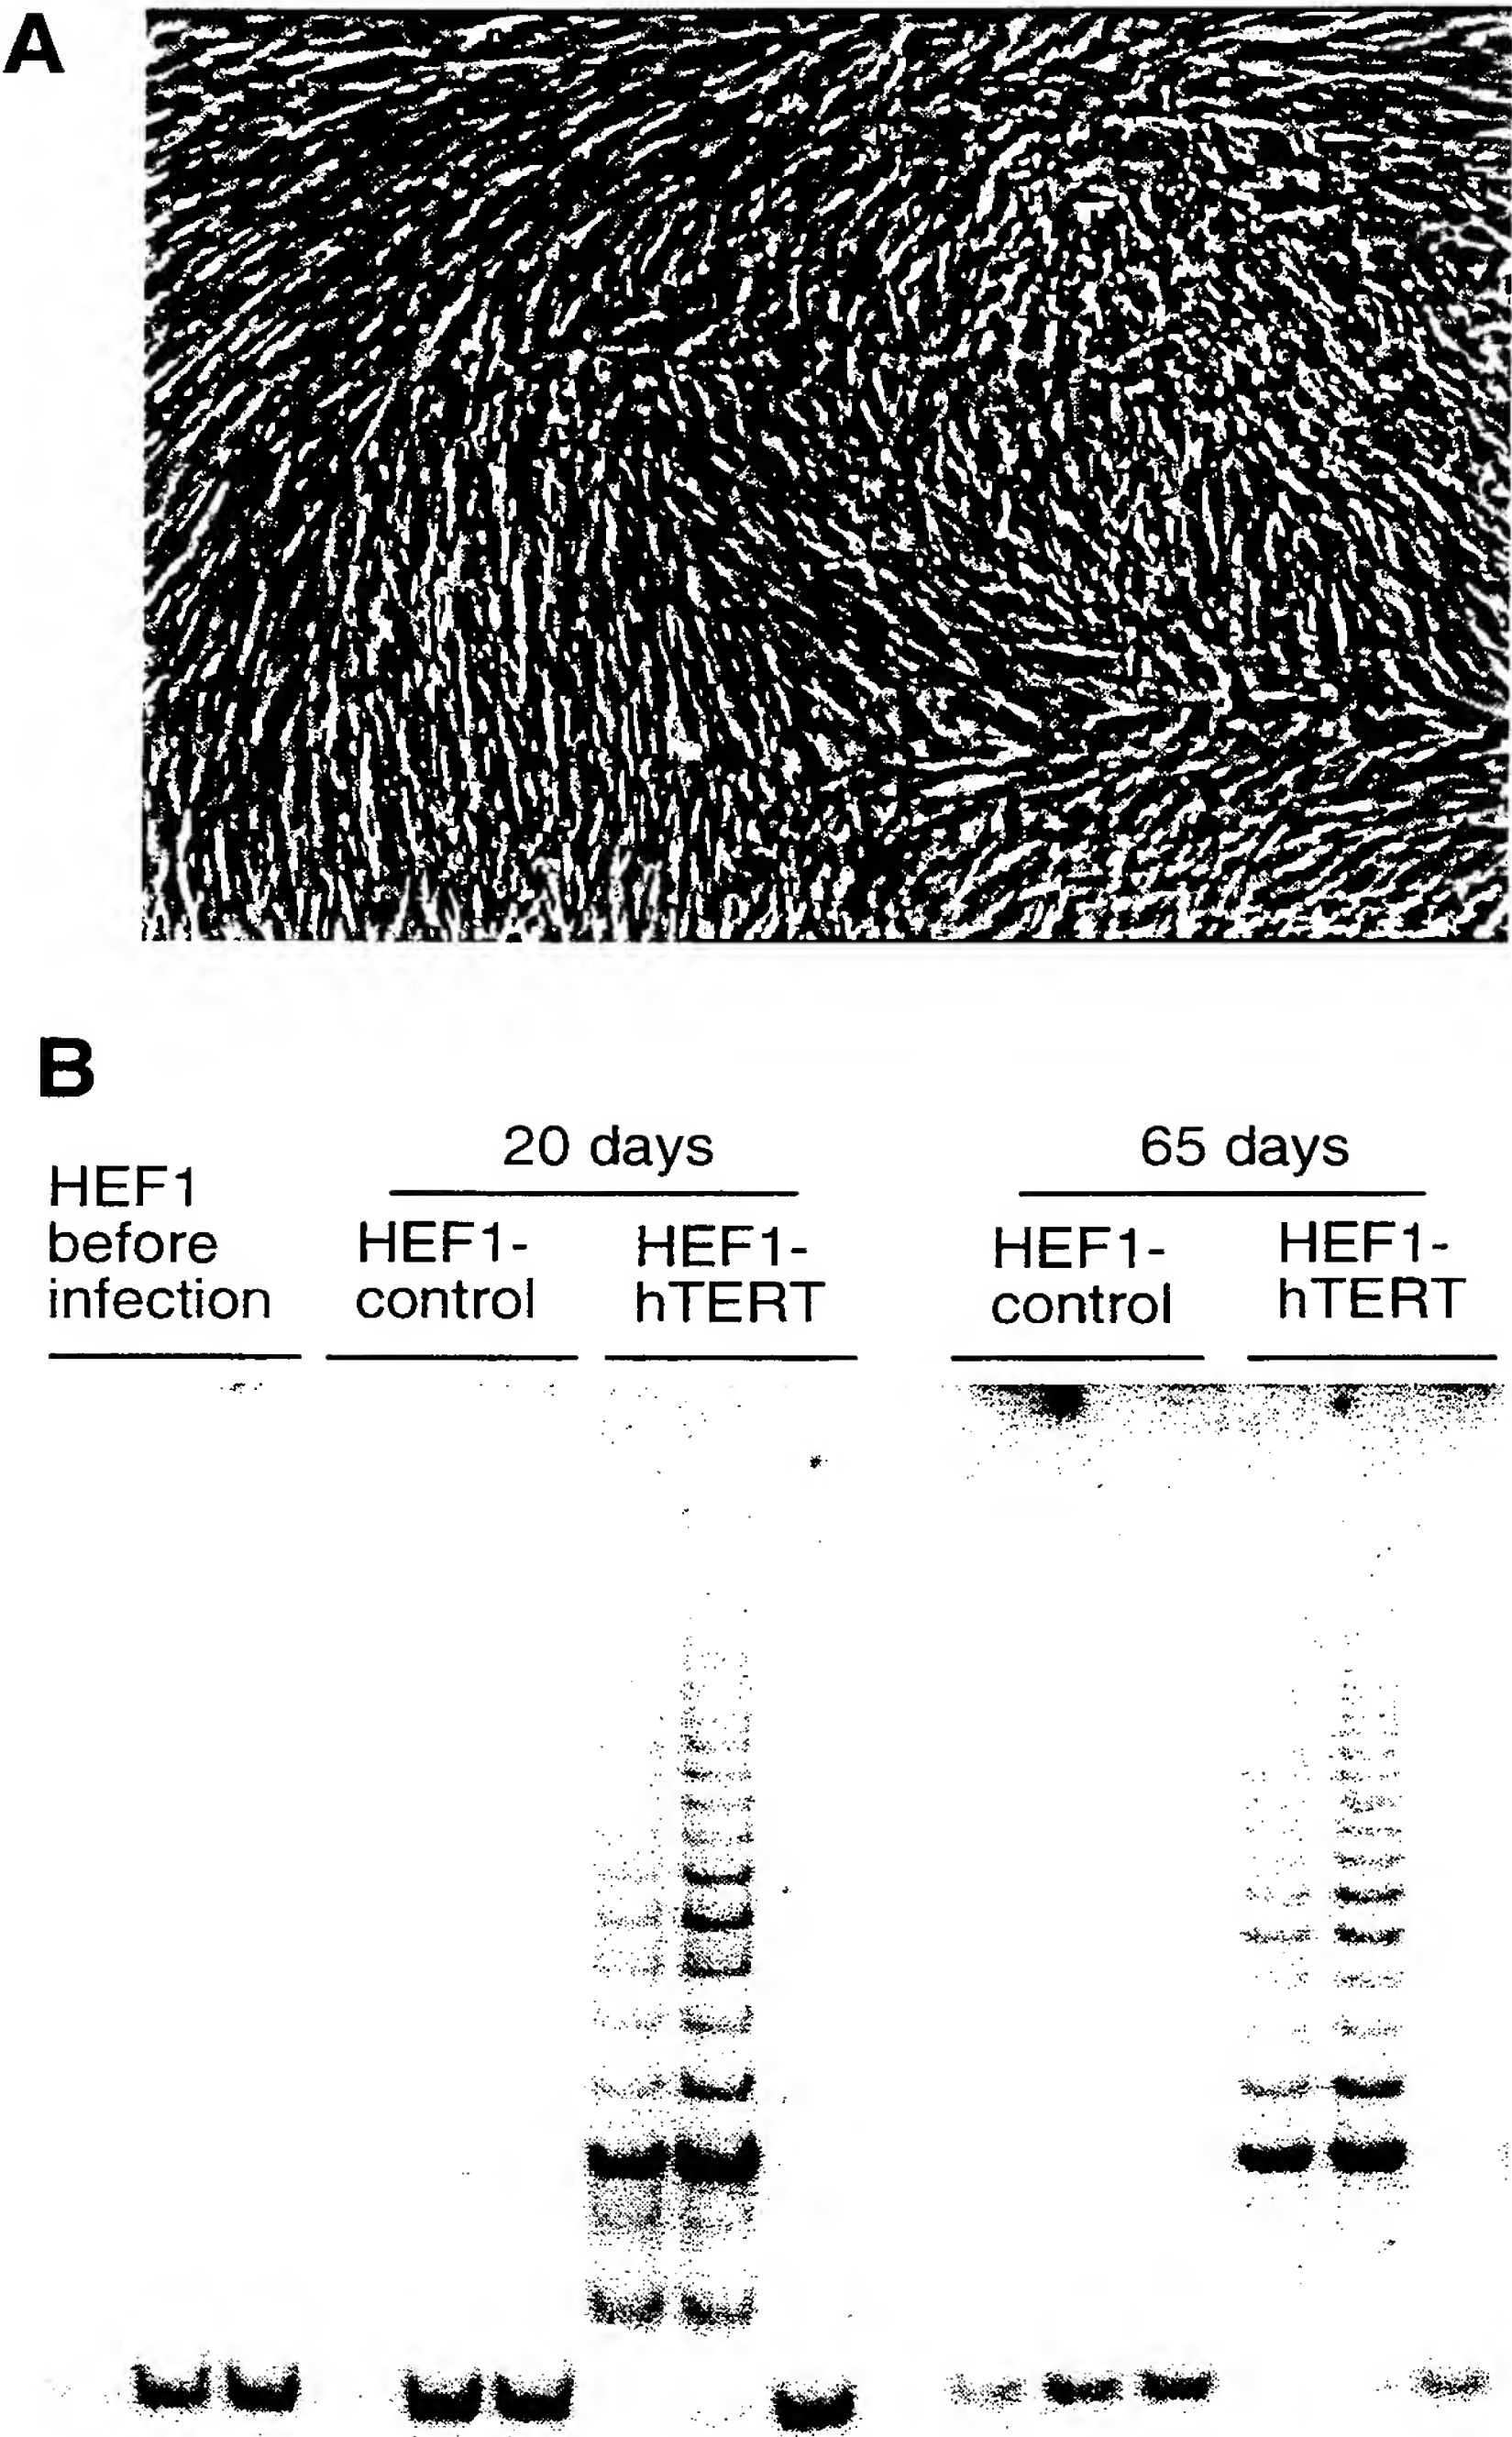 A
B
20 days
65 days
HEF1
before
infection
HEF1-
control
HEF1-
hTERT
HEF1-
control
HEF1-
hTERT